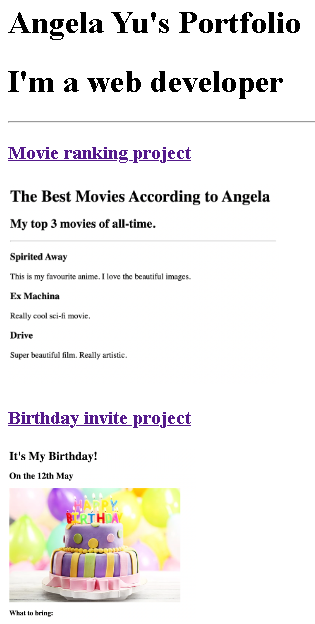 Angela Yu's Portfolio
I'm a web developer
Movie ranking project
The Best Movies According to Angela
My top 3 movies of all-time.
Spirited Away
This is my favourite anime. I love the beautiful images.
Ex Machina
Really cool sci-fi movie.
Drive
Super beautiful film. Really artistic.
Birthday invite project
It's My Birthday!
On the 12th May
HAPPY
BIRTHDAY
What to bring: